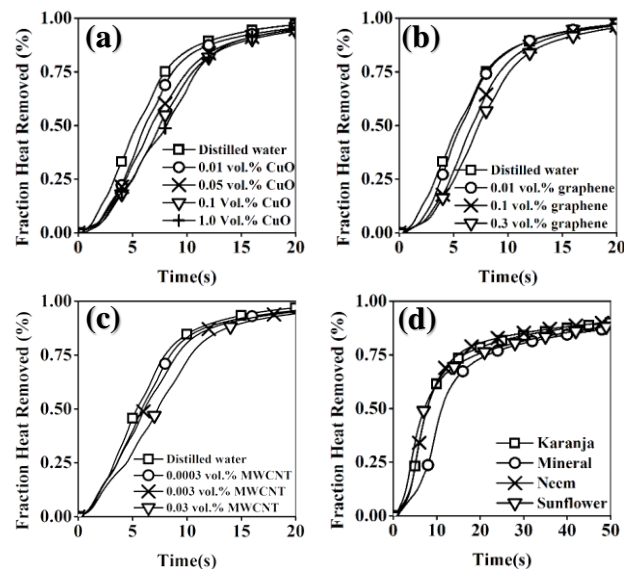 (a)
Fraction Heat Removed (%)
1.00
0.75
0.50
0.25
0.00
Distilled water
0.01 vol.% CuO
0.05 vol.% CuO
0.1 Vol.% CuO
1.0 Vol.% CuO
0 5 10 15 20
Time(s)
(b)
Fraction Heat Removed (%)
1.00
0.75
0.50
0.25
0.00
Distilled water
0.01 vol.% graphene
0.1 vol.% graphene
0.3 vol.% graphene
0 5 10 15 20
Time(s)
(c)
Fraction Heat Removed (%)
1.00
0.75
0.50
0.25
0.00
Distilled water
0.0003 vol.% MWCNT
0.003 vol.% MWCNT
0.03 vol.% MWCNT
0 5 10 15 20
Time(s)
(d)
Fraction Heat Removed (%)
1.00
0.75
0.50
0.25
0.00
Karanja
Mineral
Neem
Sunflower
0 10 20 30 40 50
Time(s)